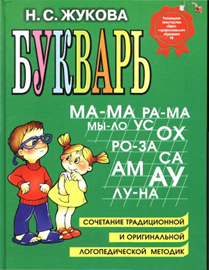 Н. С. ЖУКОВА
БУКВАРЬ
МА-МА РА-МА
МЫ-ЛО УС ОХ
РО-ЗА СА
АМ АУ
ЛУ-НА
СОЧЕТАНИЕ ТРАДИЦИОННОЙ
И ОРИГИНАЛЬНОЙ
ЛОГОПЕДИЧЕСКОЙ МЕТОДИК